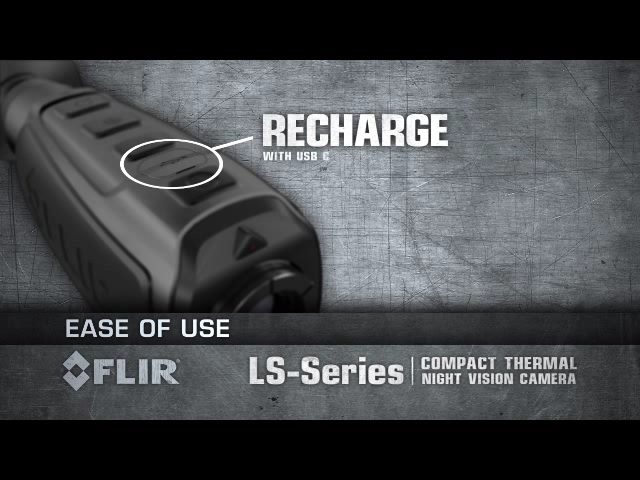 RECHARGE
WITH USB C
EASE OF USE
FLIR
LS-Series
COMPACT THERMAL
NIGHT VISION CAMERA